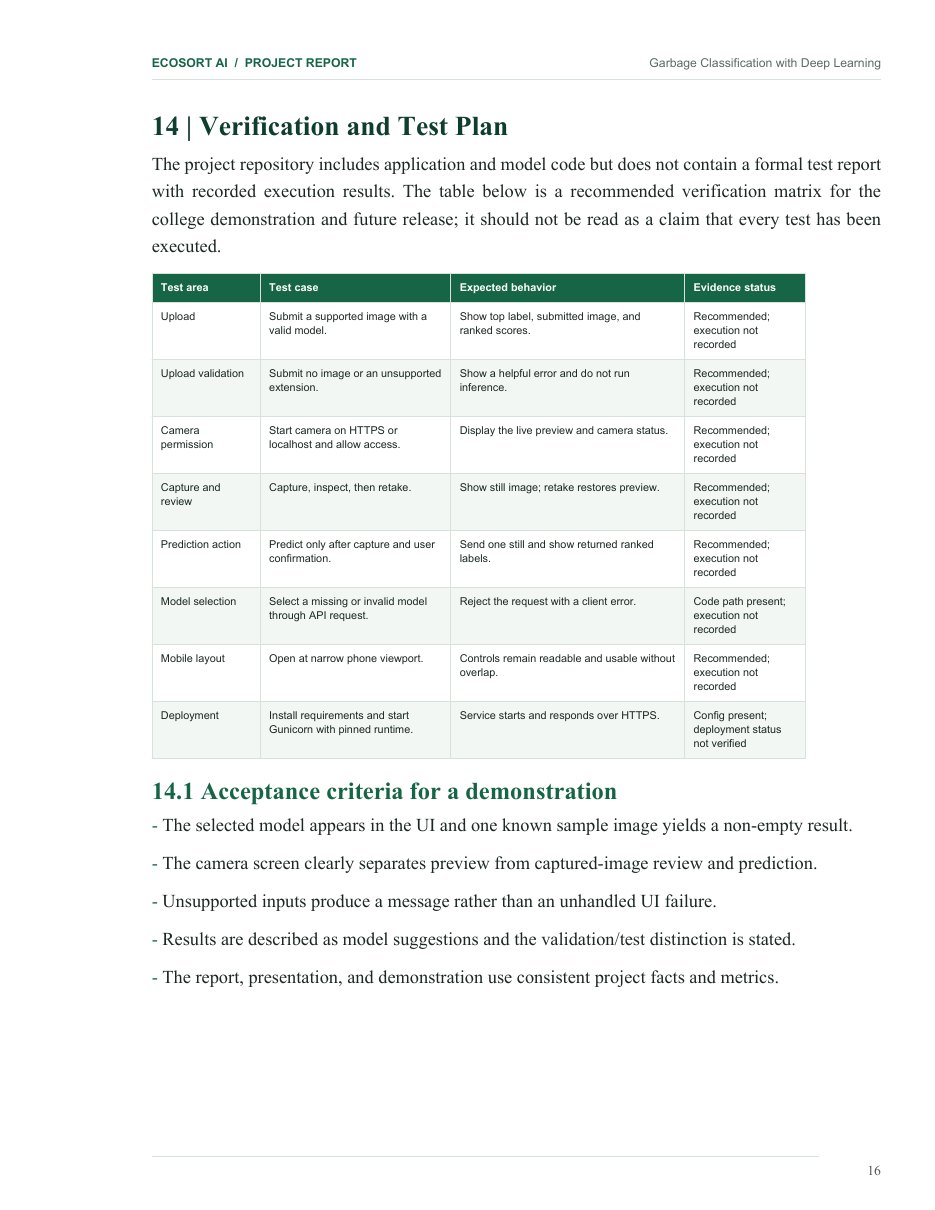 ECOSORT AI / PROJECT REPORT
Garbage Classification with Deep Learning
14 | Verification and Test Plan
The project repository includes application and model code but does not contain a formal test report
with recorded execution results. The table below is a recommended verification matrix for the
college demonstration and future release; it should not be read as a claim that every test has been
executed.
Test area
Test case
Expected behavior
Evidence status
Upload
Submit a supported image with a
valid model.
Show top label, submitted image, and
ranked scores.
Recommended;
execution not
recorded
Upload validation
Submit no image or an unsupported
extension.
Show a helpful error and do not run
inference.
Recommended;
execution not
recorded
Camera
permission
Start camera on HTTPS or
localhost and allow access.
Display the live preview and camera status.
Recommended;
execution not
recorded
Capture and
review
Capture, inspect, then retake.
Show still image; retake restores preview.
Recommended;
execution not
recorded
Prediction action
Predict only after capture and user
confirmation.
Send one still and show returned ranked
labels.
Recommended;
execution not
recorded
Model selection
Select a missing or invalid model
through API request.
Reject the request with a client error.
Code path present;
execution not
recorded
Mobile layout
Open at narrow phone viewport.
Controls remain readable and usable without
overlap.
Recommended;
execution not
recorded
Deployment
Install requirements and start
Gunicorn with pinned runtime.
Service starts and responds over HTTPS.
Config present;
deployment status
not verified
14.1 Acceptance criteria for a demonstration
- The selected model appears in the UI and one known sample image yields a non-empty result.
- The camera screen clearly separates preview from captured-image review and prediction.
- Unsupported inputs produce a message rather than an unhandled UI failure.
- Results are described as model suggestions and the validation/test distinction is stated.
- The report, presentation, and demonstration use consistent project facts and metrics.
16